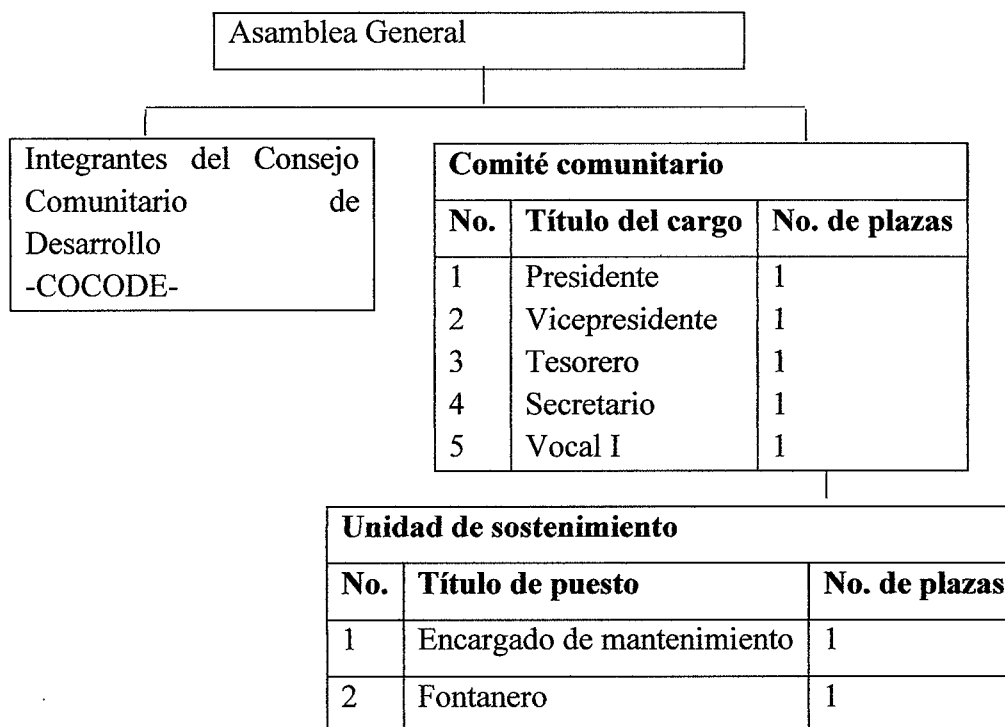 Asamblea General
Integrantes del Consejo
Comunitario de
Desarrollo
-COCODE-
Comité comunitario
No. Título del cargo No. de plazas
1 Presidente 1
2 Vicepresidente 1
3 Tesorero 1
4 Secretario 1
5 Vocal I 1
Unidad de sostenimiento
No. Título de puesto No. de plazas
1 Encargado de mantenimiento 1
2 Fontanero 1